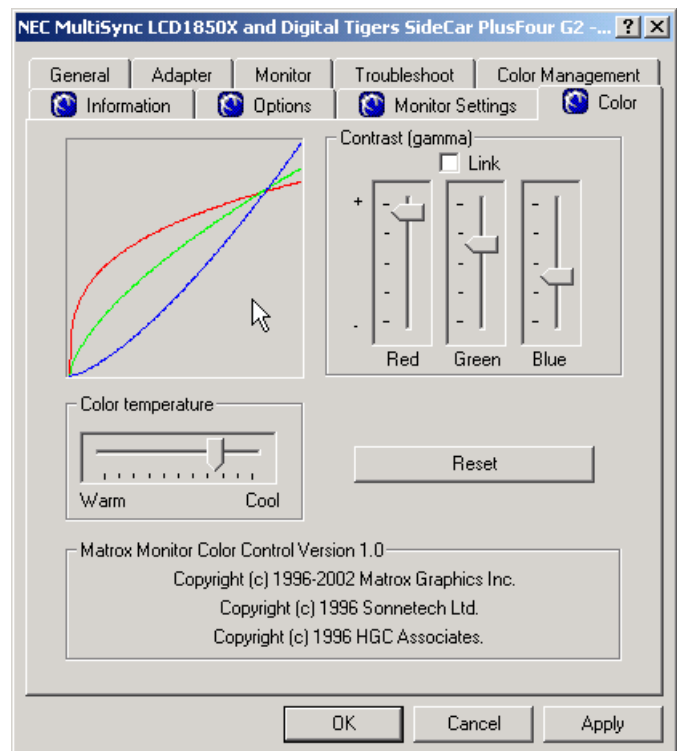 NEC MultiSync LCD1850X and Digital Tigers SideCar PlusFour G2 -... ? X
General Adapter Monitor Troubleshoot Color Management
Information Options Monitor Settings Color
Contrast (gamma)
Link
+
-
Red Green Blue
Color temperature
Warm Cool
Reset
Matrox Monitor Color Control Version 1.0
Copyright (c) 1996-2002 Matrox Graphics Inc.
Copyright (c) 1996 Sonnetech Ltd.
Copyright (c) 1996 HGC Associates.
OK Cancel Apply